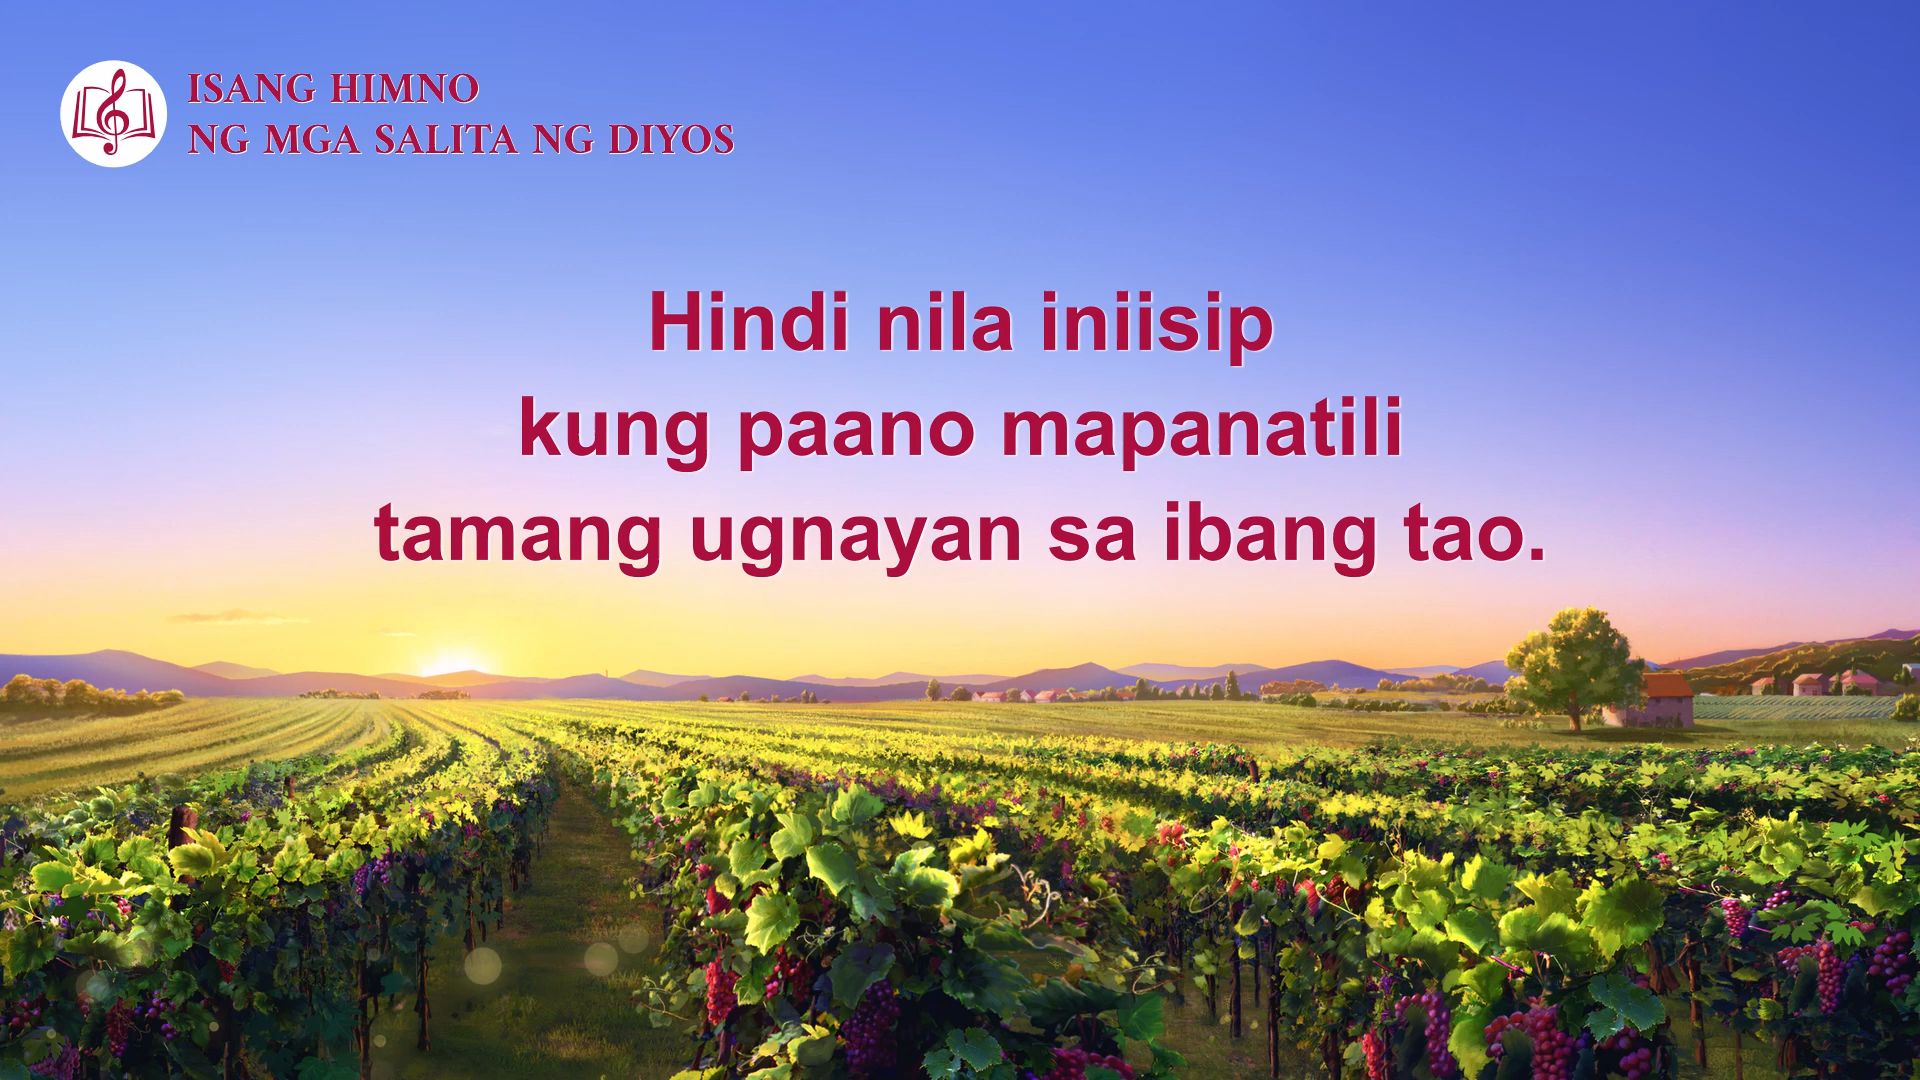 ISANG HIMNO
NG MGA SALITA NG DIYOS
Hindi nila iniisip
kung paano mapanatili
tamang ugnayan sa ibang tao.